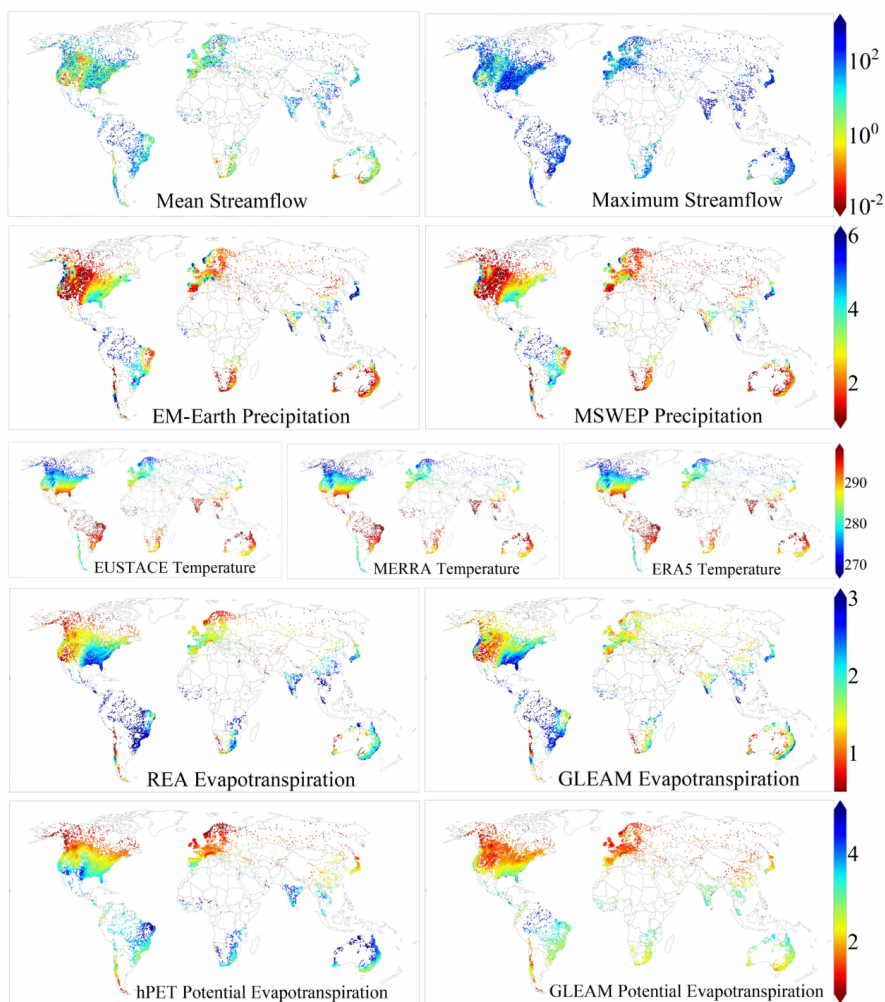 Mean Streamflow
Maximum Streamflow
10²
10⁰
10⁻²
EM-Earth Precipitation
MSWEP Precipitation
6
4
2
EUSTACE Temperature
MERRA Temperature
ERA5 Temperature
290
280
270
REA Evapotranspiration
GLEAM Evapotranspiration
3
2
1
hPET Potential Evapotranspiration
GLEAM Potential Evapotranspiration
4
2